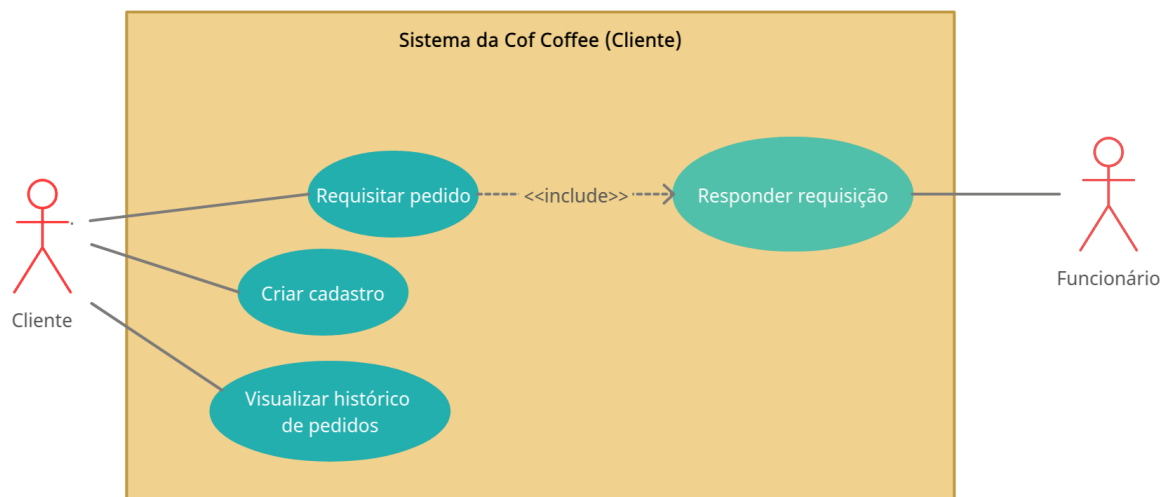 Sistema da Cof Coffee (Cliente)
Requisitar pedido
<<include>>
Responder requisição
Criar cadastro
Funcionário
Cliente
Visualizar histórico
de pedidos